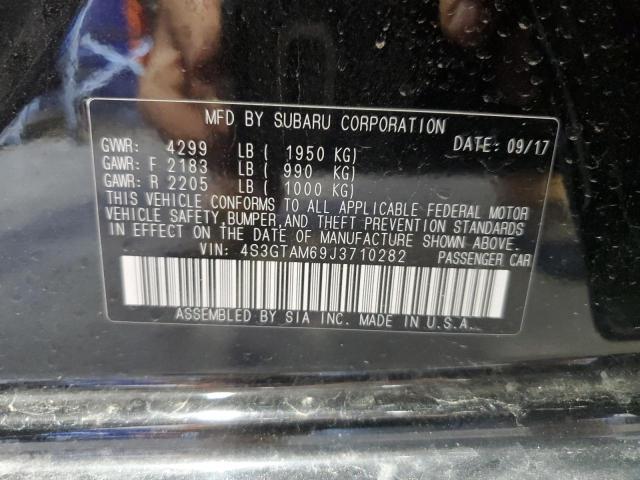 MFD BY SUBARU CORPORATION
GVWR: 4299 LB ( 1950 KG) DATE: 09/17
GAWR: F 2183 LB ( 990 KG)
GAWR: R 2205 LB ( 1000 KG)
THIS VEHICLE CONFORMS TO ALL APPLICABLE FEDERAL MOTOR
VEHICLE SAFETY, BUMPER, AND THEFT PREVENTION STANDARDS
IN EFFECT ON THE DATE OF MANUFACTURE SHOWN ABOVE.
VIN: 4S3GTAM69J3710282 PASSENGER CAR
ASSEMBLED BY SIA INC. MADE IN U.S.A.